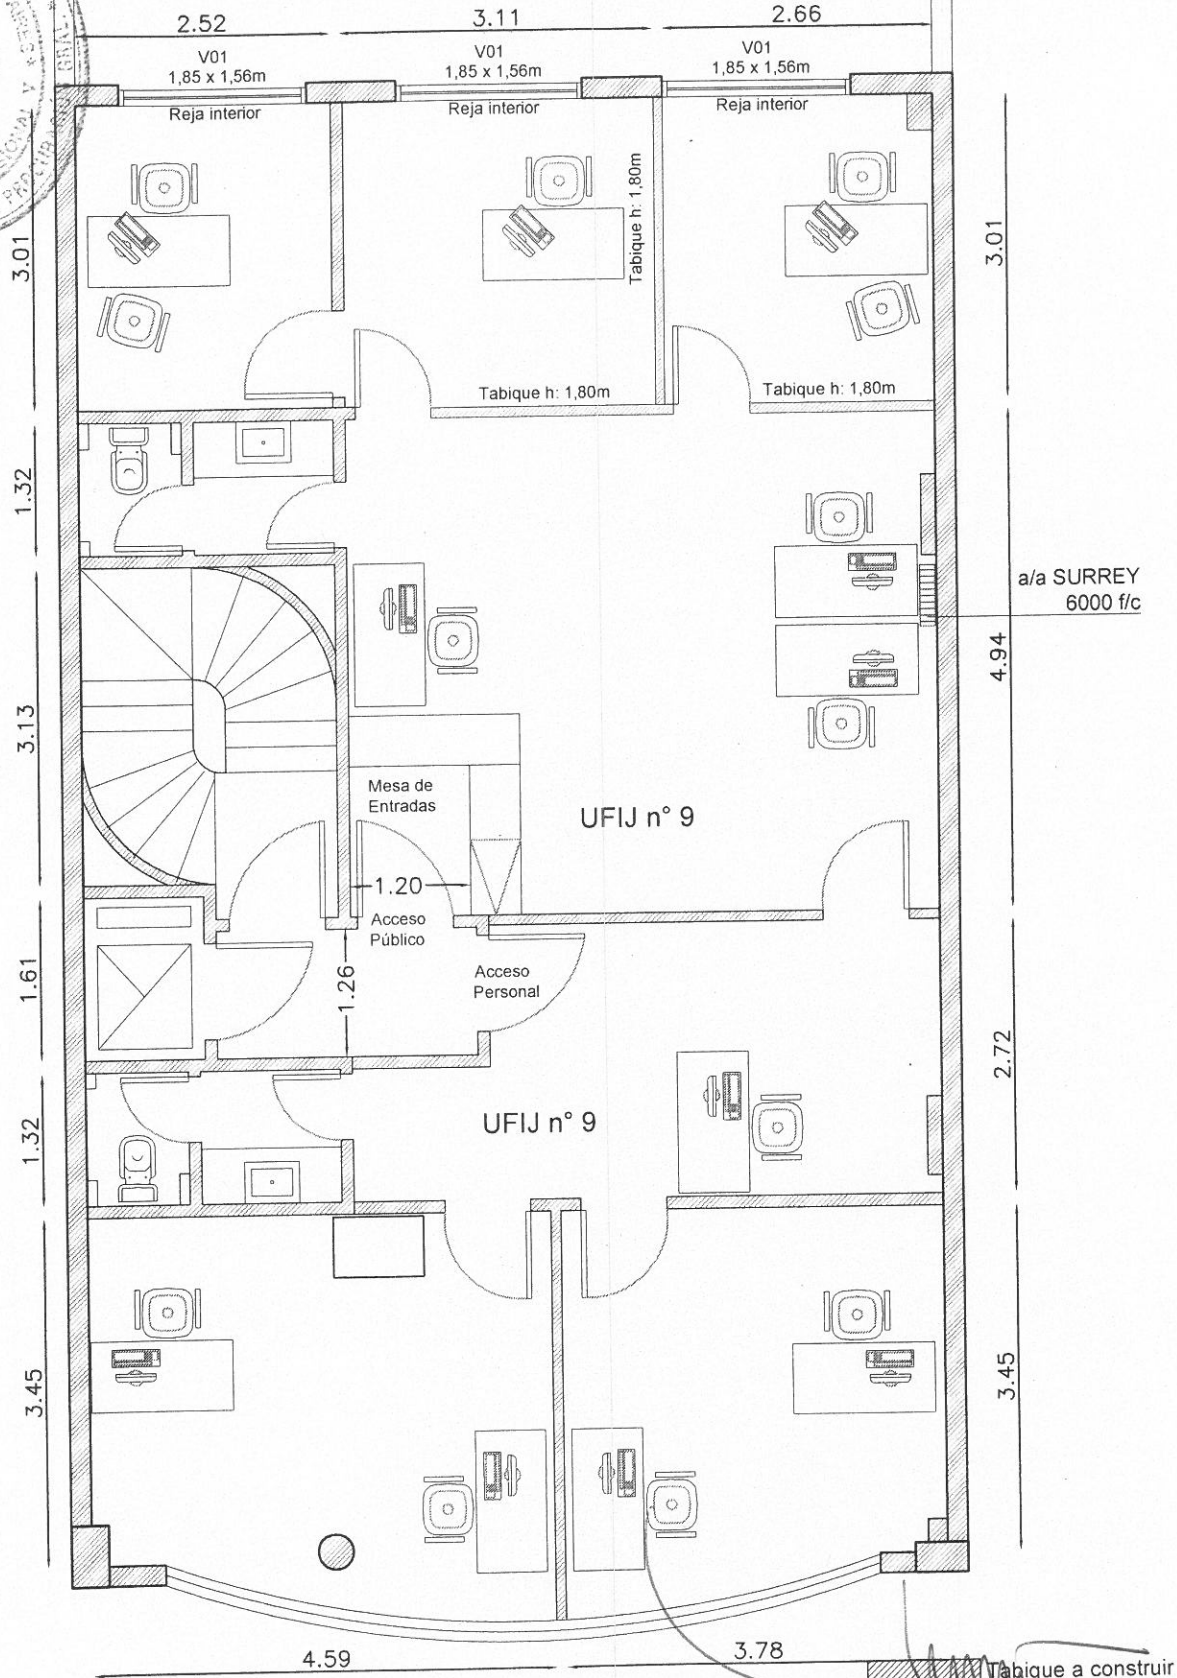 2.52 3.11 2.66
V01
1,85 x 1,56m
Reja interior
V01
1,85 x 1,56m
Reja interior
V01
1,85 x 1,56m
Reja interior
3.01
Tabique h: 1,80m
3.01
Tabique h: 1,80m
Tabique h: 1,80m
1.32
a/a SURREY
6000 f/c
4.94
3.13
Mesa de
Entradas
UFIJ n° 9
1.20
Acceso
Público
1.61
1.26
Acceso
Personal
2.72
1.32
UFIJ n° 9
3.45
3.45
4.59
3.78
Tabique a construir